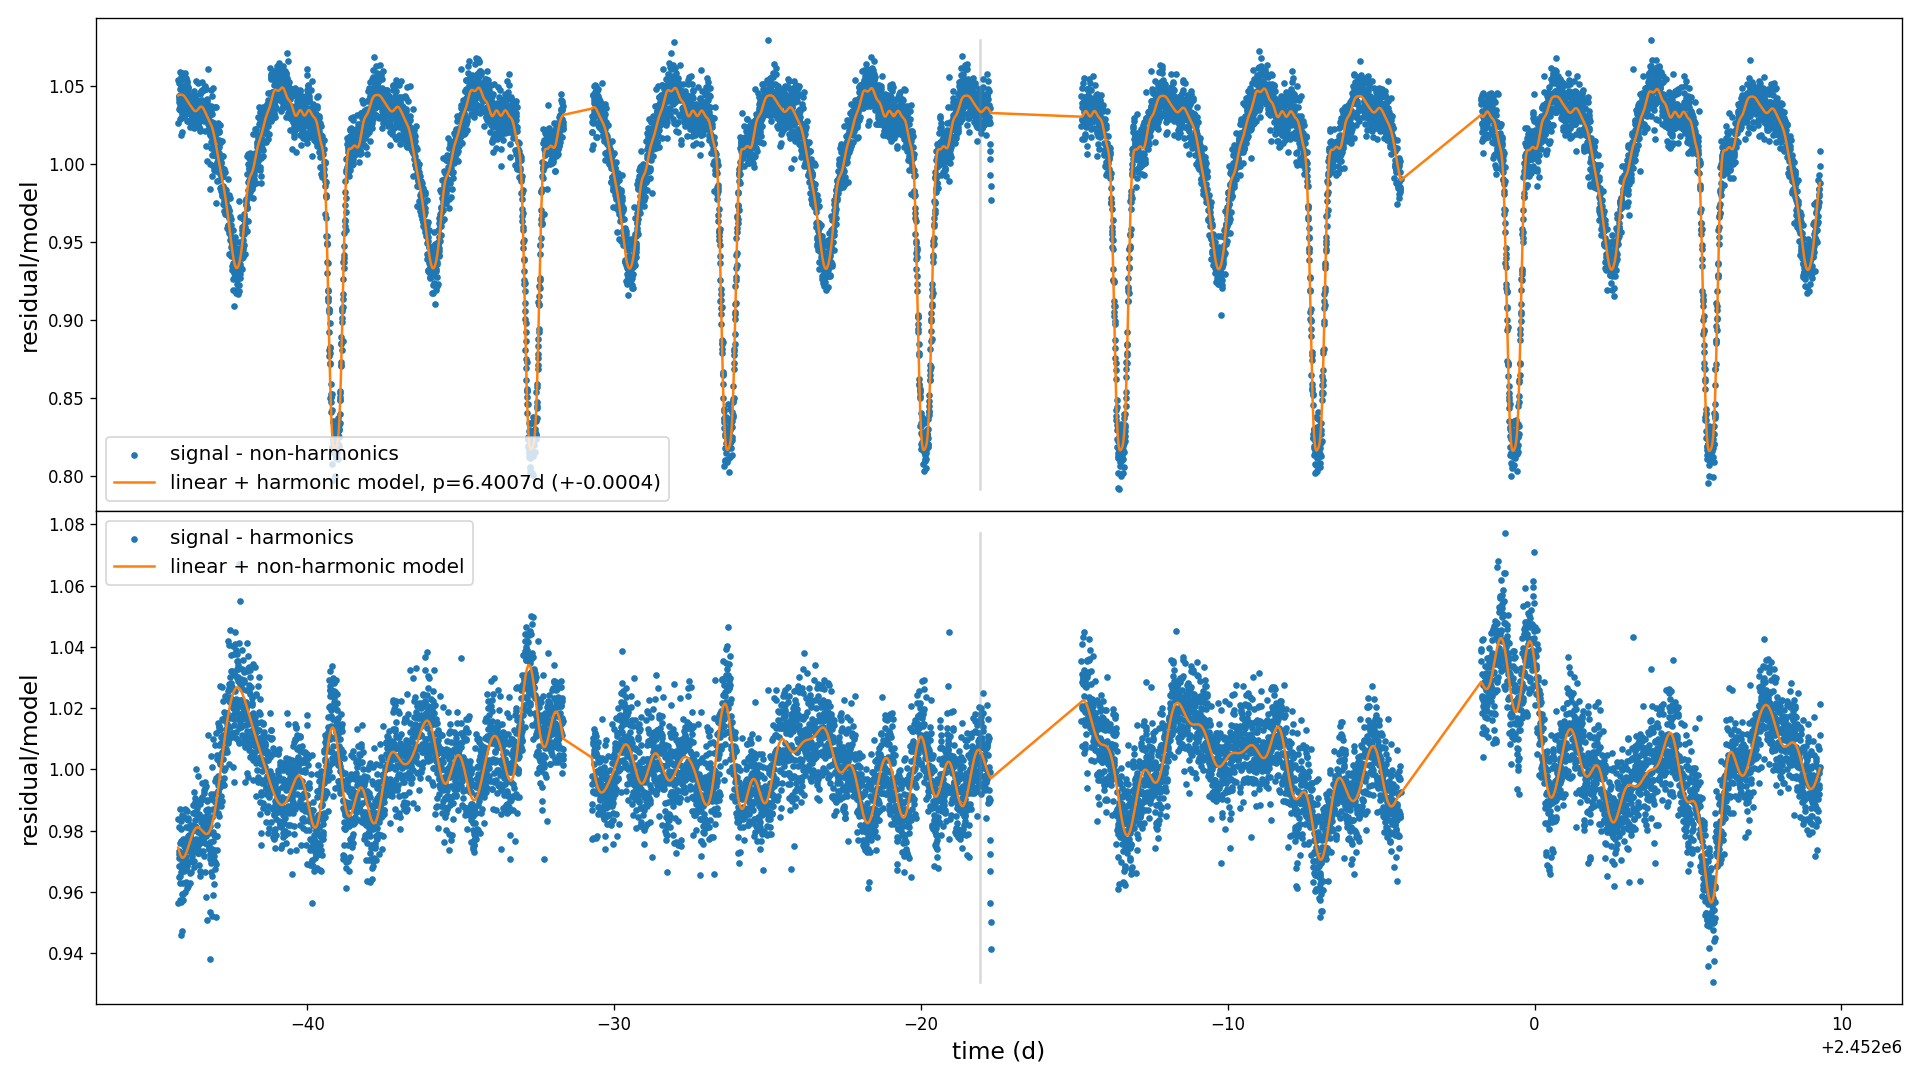 residual/model
1.05
1.00
0.95
0.90
0.85
0.80
signal - non-harmonics
linear + harmonic model, p=6.4007d (+-0.0004)
residual/model
1.08
1.06
1.04
1.02
1.00
0.98
0.96
0.94
signal - harmonics
linear + non-harmonic model
−40
−30
−20
−10
0
10
time (d)
+2.452e6